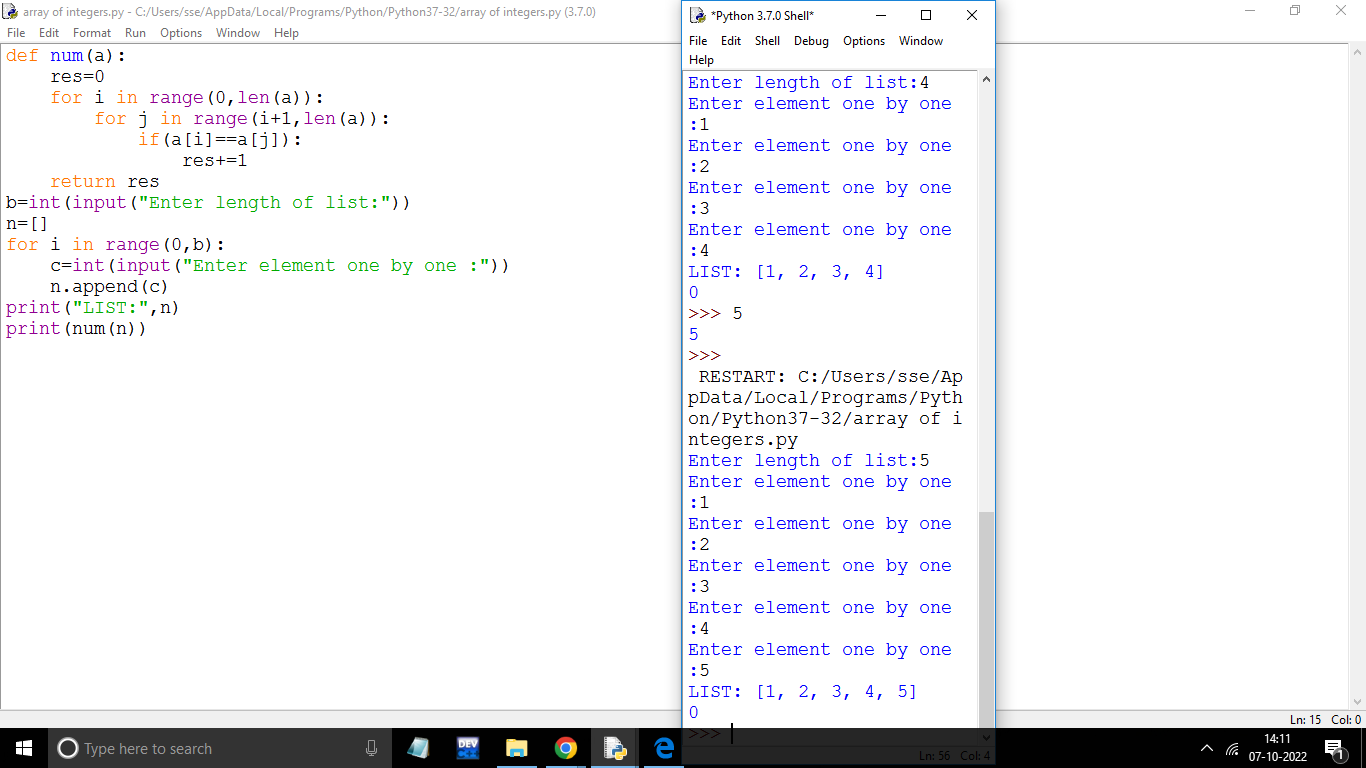 array of integers.py - C:/Users/sse/AppData/Local/Programs/Python/Python37-32/array of integers.py (3.7.0)
File Edit Format Run Options Window Help
def num(a):
    res=0
    for i in range(0,len(a)):
        for j in range(i+1,len(a)):
            if(a[i]==a[j]):
                res+=1
    return res
b=int(input("Enter length of list:"))
n=[]
for i in range(0,b):
    c=int(input("Enter element one by one :"))
    n.append(c)
print("LIST:",n)
print(num(n))
*Python 3.7.0 Shell*
File Edit Shell Debug Options Window
Help
Enter length of list:4
Enter element one by one
:1
Enter element one by one
:2
Enter element one by one
:3
Enter element one by one
:4
LIST: [1, 2, 3, 4]
0
>>> 5
5
>>>
 RESTART: C:/Users/sse/Ap
pData/Local/Programs/Pyth
on/Python37-32/array of i
ntegers.py
Enter length of list:5
Enter element one by one
:1
Enter element one by one
:2
Enter element one by one
:3
Enter element one by one
:4
Enter element one by one
:5
LIST: [1, 2, 3, 4, 5]
0
>>>
Ln: 56 Col: 4
Ln: 15 Col: 0
Type here to search
DEV
14:11
07-10-2022
1